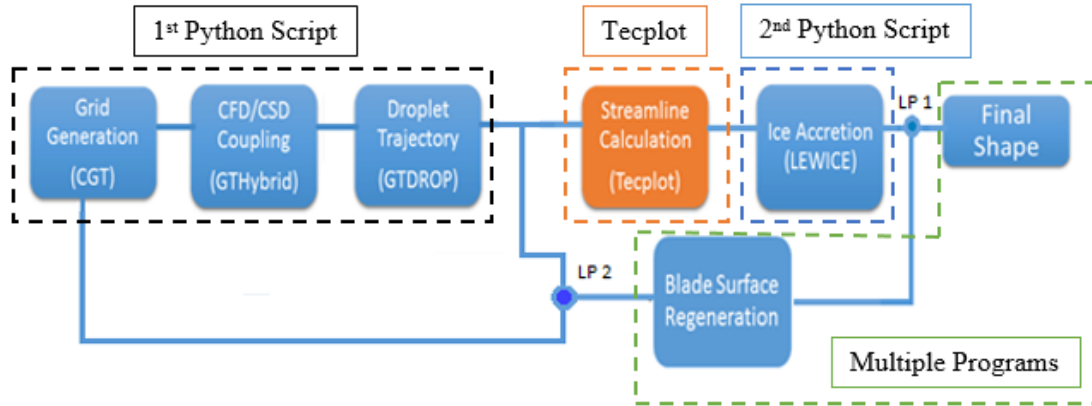 1st Python Script
Tecplot
2nd Python Script
Grid
Generation
(CGT)
CFD/CSD
Coupling
(GTHybrid)
Droplet
Trajectory
(GTDROP)
Streamline
Calculation
(Tecplot)
Ice Accretion
(LEWICE)
LP 1
Final
Shape
LP 2
Blade Surface
Regeneration
Multiple Programs